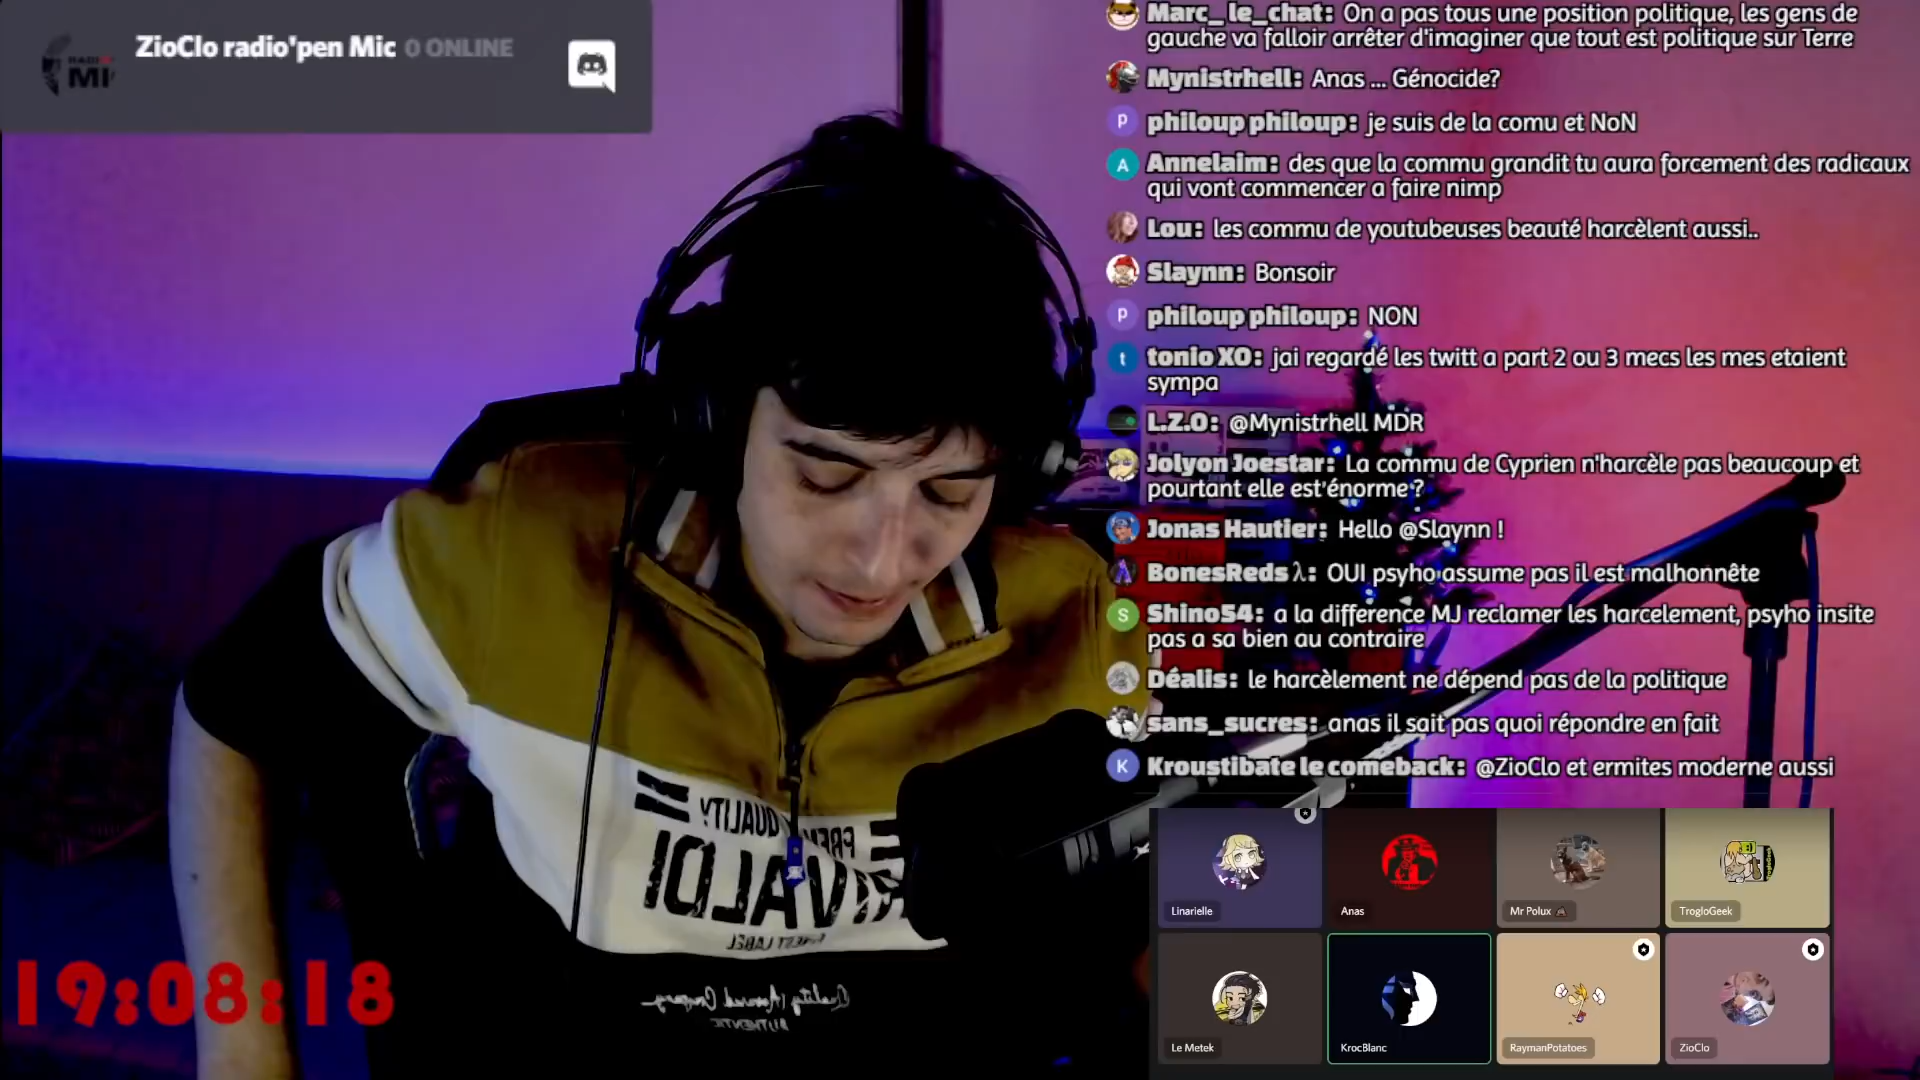 ZioClo radio'pen Mic 0 ONLINE
RADIO
MI
Marc_le_chat: On a pas tous une position politique, les gens de
gauche va falloir arrêter d'imaginer que tout est politique sur Terre
Mynistrhell: Anas ... Génocide?
P philoup philoup: je suis de la comu et NoN
A Annelaim: des que la commu grandit tu aura forcement des radicaux
qui vont commencer a faire nimp
Lou: les commu de youtubeuses beauté harcèlent aussi..
Slaynn: Bonsoir
P philoup philoup: NON
t tonio XO: jai regardé les twitt a part 2 ou 3 mecs les mes etaient
sympa
L.Z.O: @Mynistrhell MDR
Jolyon Joestar: La commu de Cyprien n'harcèle pas beaucoup et
pourtant elle est énorme ?
Jonas Hautier: Hello @Slaynn !
BonesReds λ: OUI psyho assume pas il est malhonnête
S Shino54: a la difference MJ reclamer les harcelement, psyho insite
pas a sa bien au contraire
Déalis: le harcèlement ne dépend pas de la politique
sans_sucres: anas il sait pas quoi répondre en fait
K Kroustibate le comeback: @ZioClo et ermites moderne aussi
QUALITY
VALDI
LABEL
19:08:18
Linarielle
Anas
Mr Polux
TrogloGeek
Le Metek
KrocBlanc
RaymanPotatoes
ZioClo